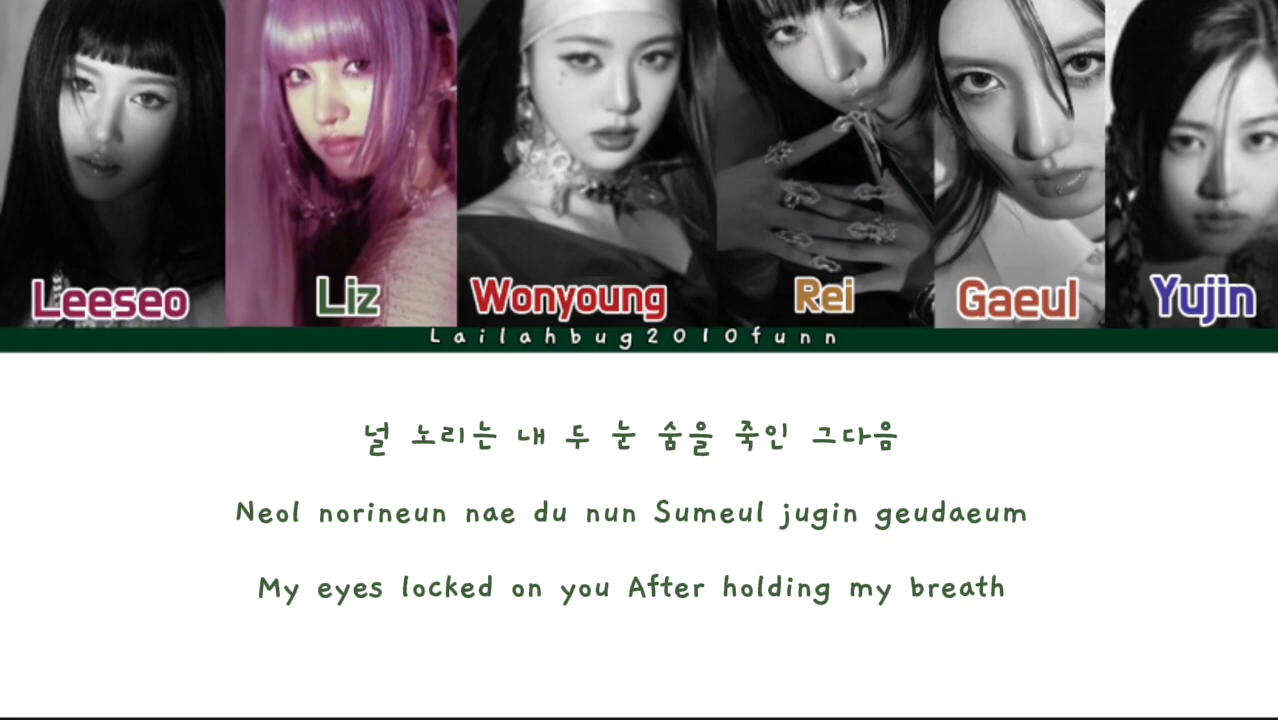 Leeseo Liz Wonyoung Rei Gaeul Yujin
Lailahbug2010funn
널 노리는 내 두 눈 숨을 죽인 그다음
Neol norineun nae du nun Sumeul jugin geudaeum
My eyes locked on you After holding my breath